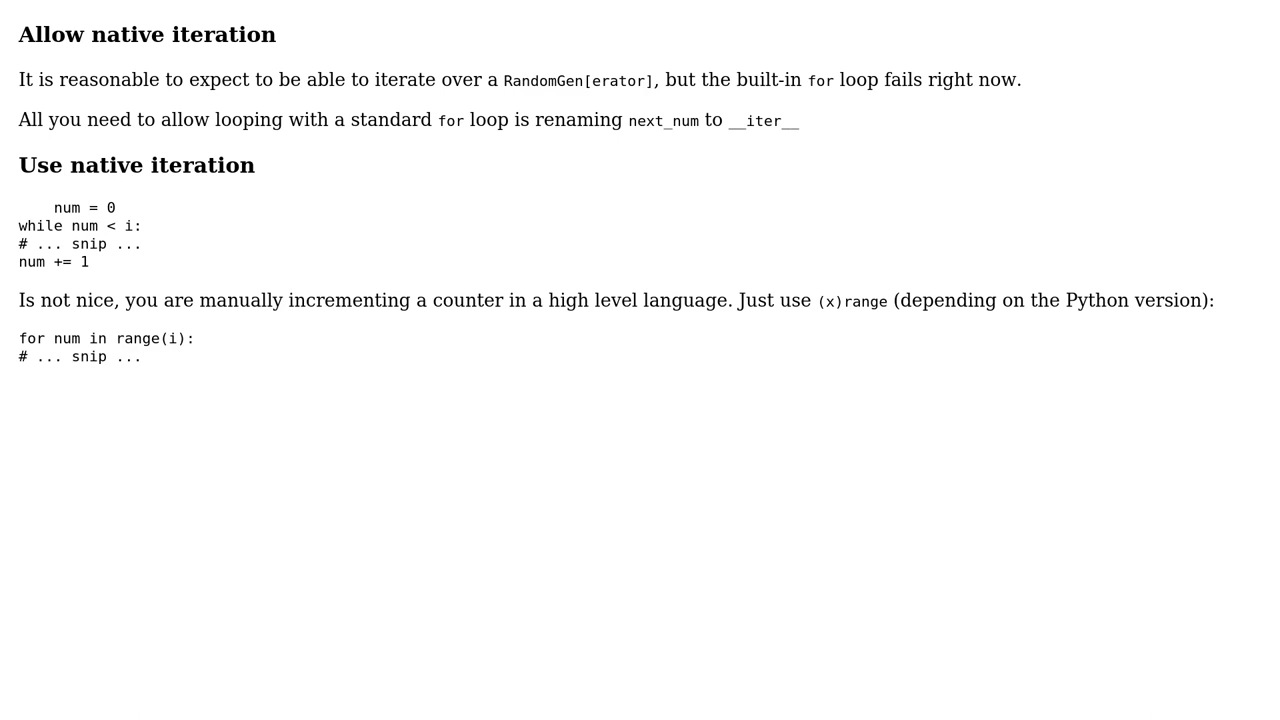 Allow native iteration
It is reasonable to expect to be able to iterate over a RandomGen[erator], but the built-in for loop fails right now.
All you need to allow looping with a standard for loop is renaming next_num to __iter__
Use native iteration
    num = 0
while num < i:
# ... snip ...
num += 1
Is not nice, you are manually incrementing a counter in a high level language. Just use (x)range (depending on the Python version):
for num in range(i):
# ... snip ...